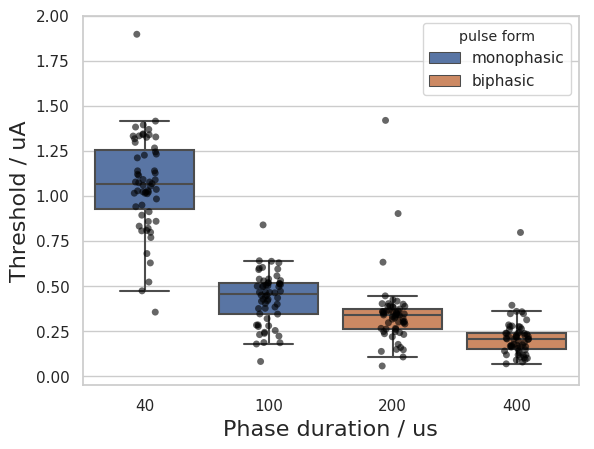 2.00
1.75
1.50
1.25
1.00
0.75
0.50
0.25
0.00
Threshold / uA
pulse form
monophasic
biphasic
40
100
200
400
Phase duration / us